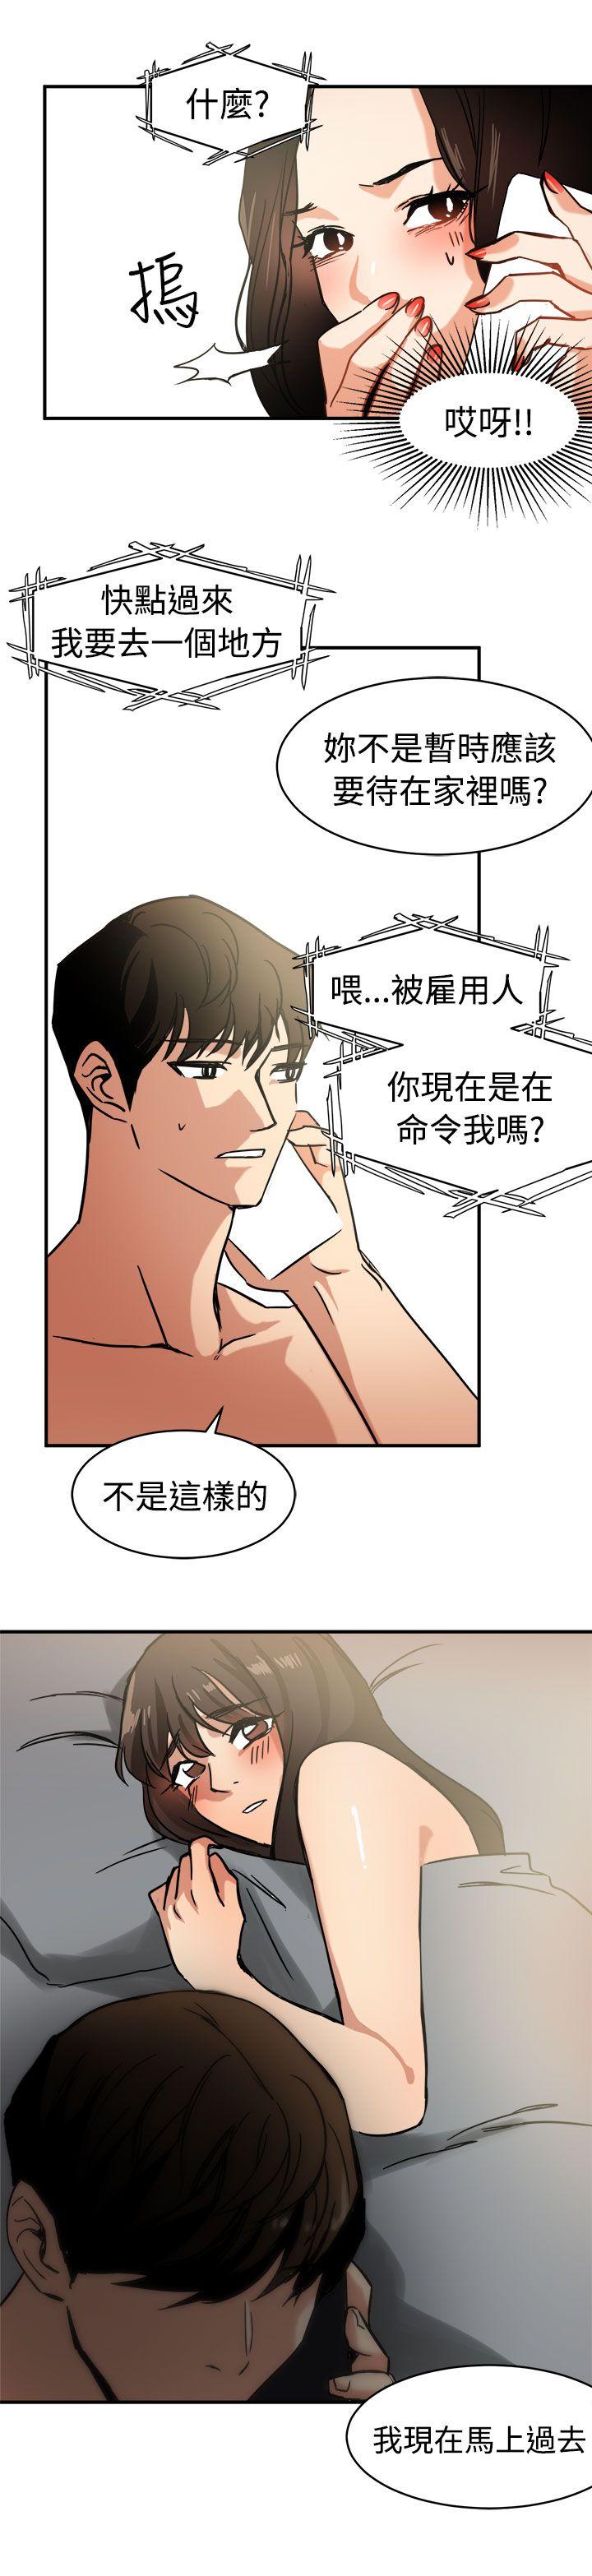 什麼?
摀
哎呀!!
快點過來
我要去一個地方
妳不是暫時應該
要待在家裡嗎?
喂...被雇用人
你現在是在
命令我嗎?
不是這樣的
我現在馬上過去